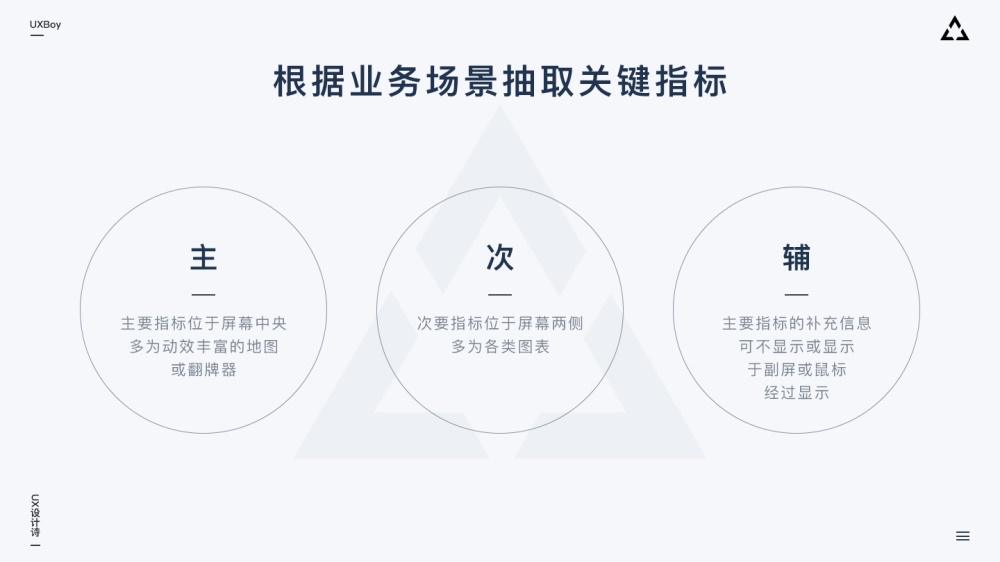 UXBoy
根据业务场景抽取关键指标
主
主要指标位于屏幕中央
多为动效丰富的地图
或翻牌器
次
次要指标位于屏幕两侧
多为各类图表
辅
主要指标的补充信息
可不显示或显示
于副屏或鼠标
经过显示
UX设计诗